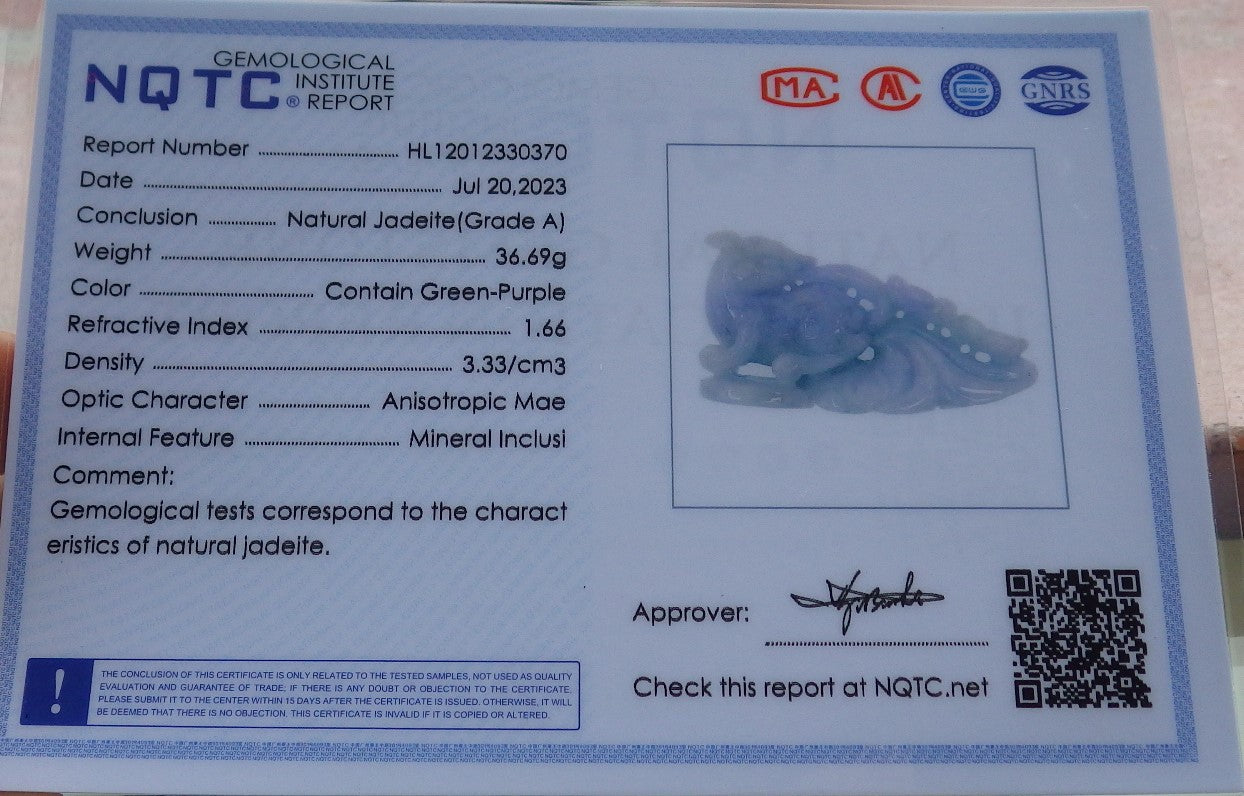 GEMOLOGICAL
NQTC INSTITUTE
® REPORT
MA
CAL
GNRS
Report Number ........................ HL12012330370
Date ........................ Jul 20,2023
Conclusion ............ Natural Jadeite(Grade A)
Weight ........................ 36.69g
Color ........................ Contain Green-Purple
Refractive Index ........................ 1.66
Density ........................ 3.33/cm3
Optic Character ............ Anisotropic Mae
Internal Feature ............ Mineral Inclusi
Comment:
Gemological tests correspond to the charact
eristics of natural jadeite.
Approver:
Check this report at NQTC.net
! THE CONCLUSION OF THIS CERTIFICATE IS ONLY RELATED TO THE TESTED SAMPLES, NOT USED AS QUALITY
EVALUATION AND GUARANTEE OF TRADE; IF THERE IS ANY DOUBT OR OBJECTION TO THE CERTIFICATE.
PLEASE SUBMIT IT TO THE CENTER WITHIN 15 DAYS AFTER THE CERTIFICATE IS ISSUED. OTHERWISE, IT WILL
BE DEEMED THAT THERE IS NO OBJECTION. THIS CERTIFICATE IS INVALID IF IT IS COPIED OR ALTERED.